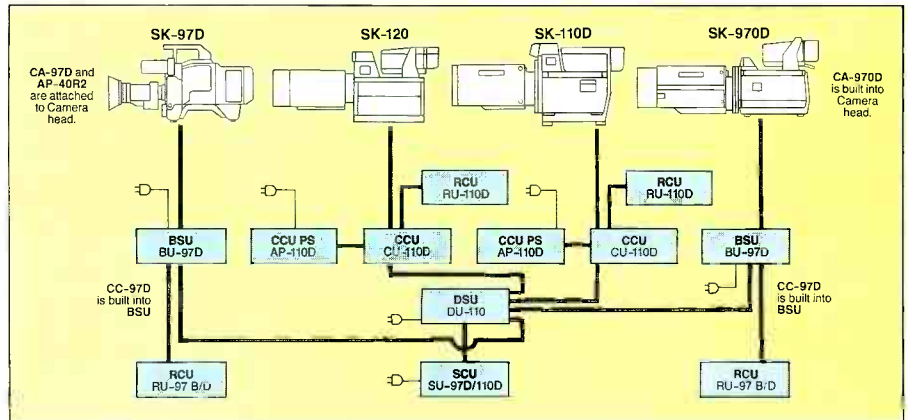 SK-97D
SK-120
SK-110D
SK-970D
CA-97D and
AP-40R2
are attached
to Camera
head.
CA-970D
is built into
Camera
head.
RCU
RU-110D
RCU
RU-110D
BSU
BU-97D
CCU PS
AP-110D
CCU
CU-110D
CCU PS
AP-110D
CCU
CU-110D
BSU
BU-97D
CC-97D
is built into
BSU
DSU
DU-110
CC-97D
is built into
BSU
RCU
RU-97 B/D
SCU
SU-97D/110D
RCU
RU-97 B/D